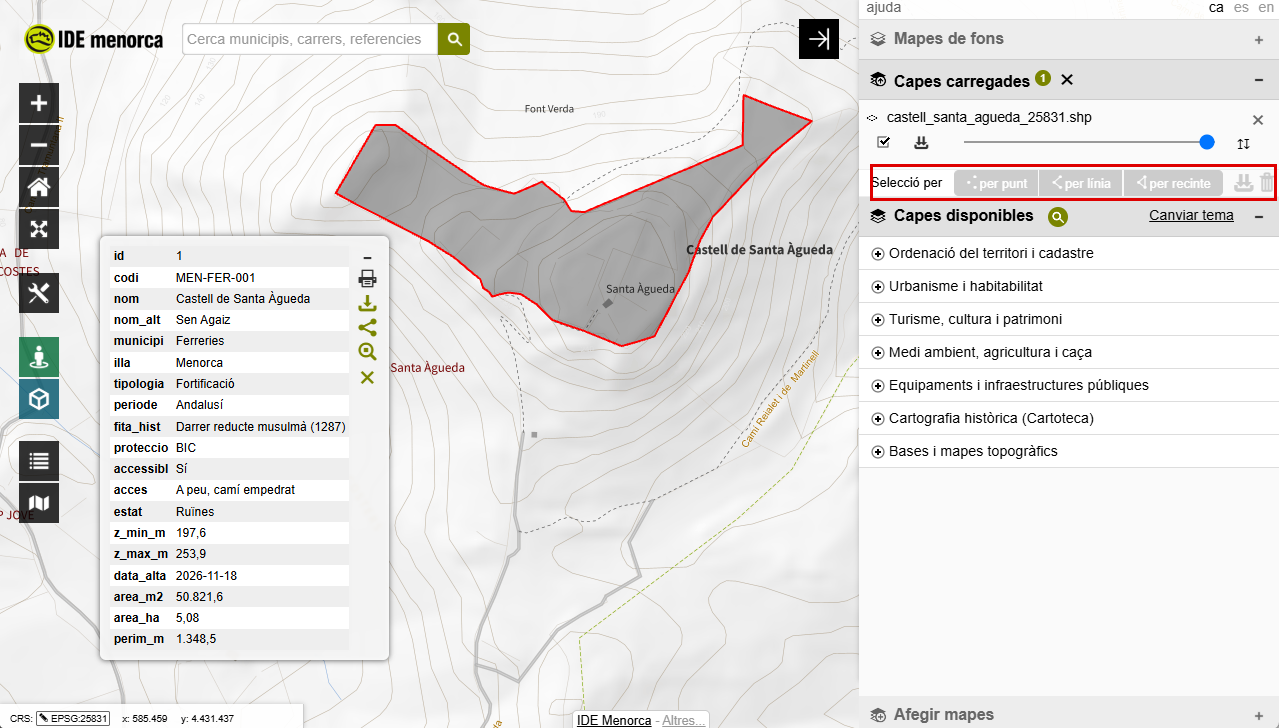 IDE menorca
Cerca municipis, carrers, referencies
ajuda
ca es en
Mapes de fons
Capes carregades 1
castell_santa_agueda_25831.shp
Selecció per
per punt
per línia
per recinte
Capes disponibles
Canviar tema
Ordenació del territori i cadastre
Urbanisme i habitabilitat
Turisme, cultura i patrimoni
Medi ambient, agricultura i caça
Equipaments i infraestructures públiques
Cartografia històrica (Cartoteca)
Bases i mapes topogràfics
Afegir mapes
Font Verda
Castell de Santa Àgueda
Santa Àgueda
Santa Àgueda
Camí Reialet i de Martinell
A DE
COSTES
P JOVE
id 1
codi MEN-FER-001
nom Castell de Santa Àgueda
nom_alt Sen Agaiz
municipi Ferreries
illa Menorca
tipologia Fortificació
periode Andalusí
fita_hist Darrer reducte musulmà (1287)
proteccio BIC
accessibl Sí
acces A peu, camí empedrat
estat Ruïnes
z_min_m 197,6
z_max_m 253,9
data_alta 2026-11-18
area_m2 50.821,6
area_ha 5,08
perim_m 1.348,5
CRS: EPSG:25831 x: 585.459 y: 4.431.437
IDE Menorca - Altres...